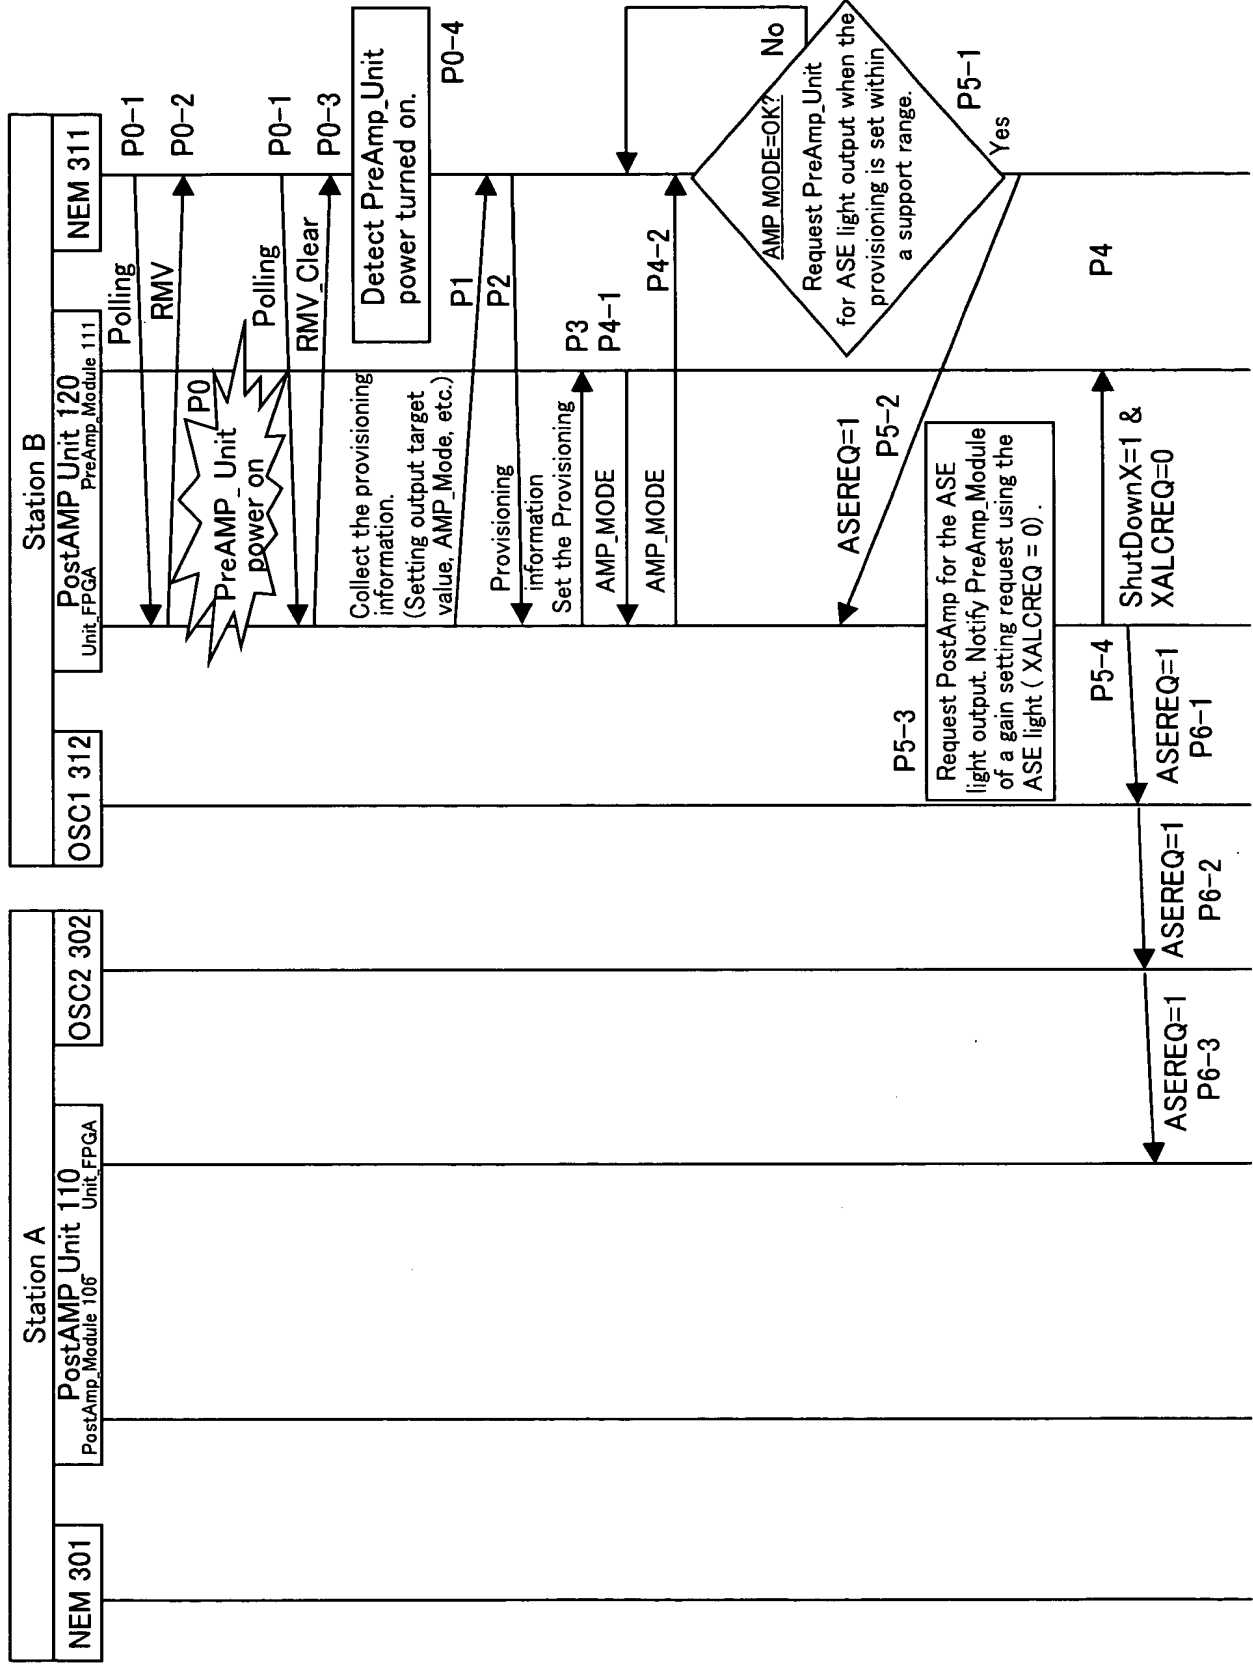 Station A
NEM 301
PostAMP_Unit 110
PostAmp_Module 106
Unit_FPGA
OSC2 302
Station B
OSC1 312
PostAMP Unit 120
Unit_FPGA
PreAmp_Module 111
NEM 311
Polling
P0-1
RMV
P0-2
P0
PreAMP_Unit
power on
Polling
P0-1
RMV_Clear
P0-3
Detect PreAmp_Unit
power turned on.
P0-4
Collect the provisioning
information.
(Setting output target
value, AMP_Mode, etc.)
P1
P2
Provisioning
information
Set the Provisioning
P3
AMP_MODE
P4-1
AMP_MODE
P4-2
No
AMP MODE=OK?
Request PreAmp_Unit
for ASE light output when the
provisioning is set within
a support range.
P5-1
Yes
ASEREQ=1
P5-2
P5-3
Request PostAmp for the ASE
light output. Notify PreAmp_Module
of a gain setting request using the
ASE light ( XALCREQ = 0) .
P5-4
ShutDownX=1 &
XALCREQ=0
P4
ASEREQ=1
P6-1
ASEREQ=1
P6-2
ASEREQ=1
P6-3